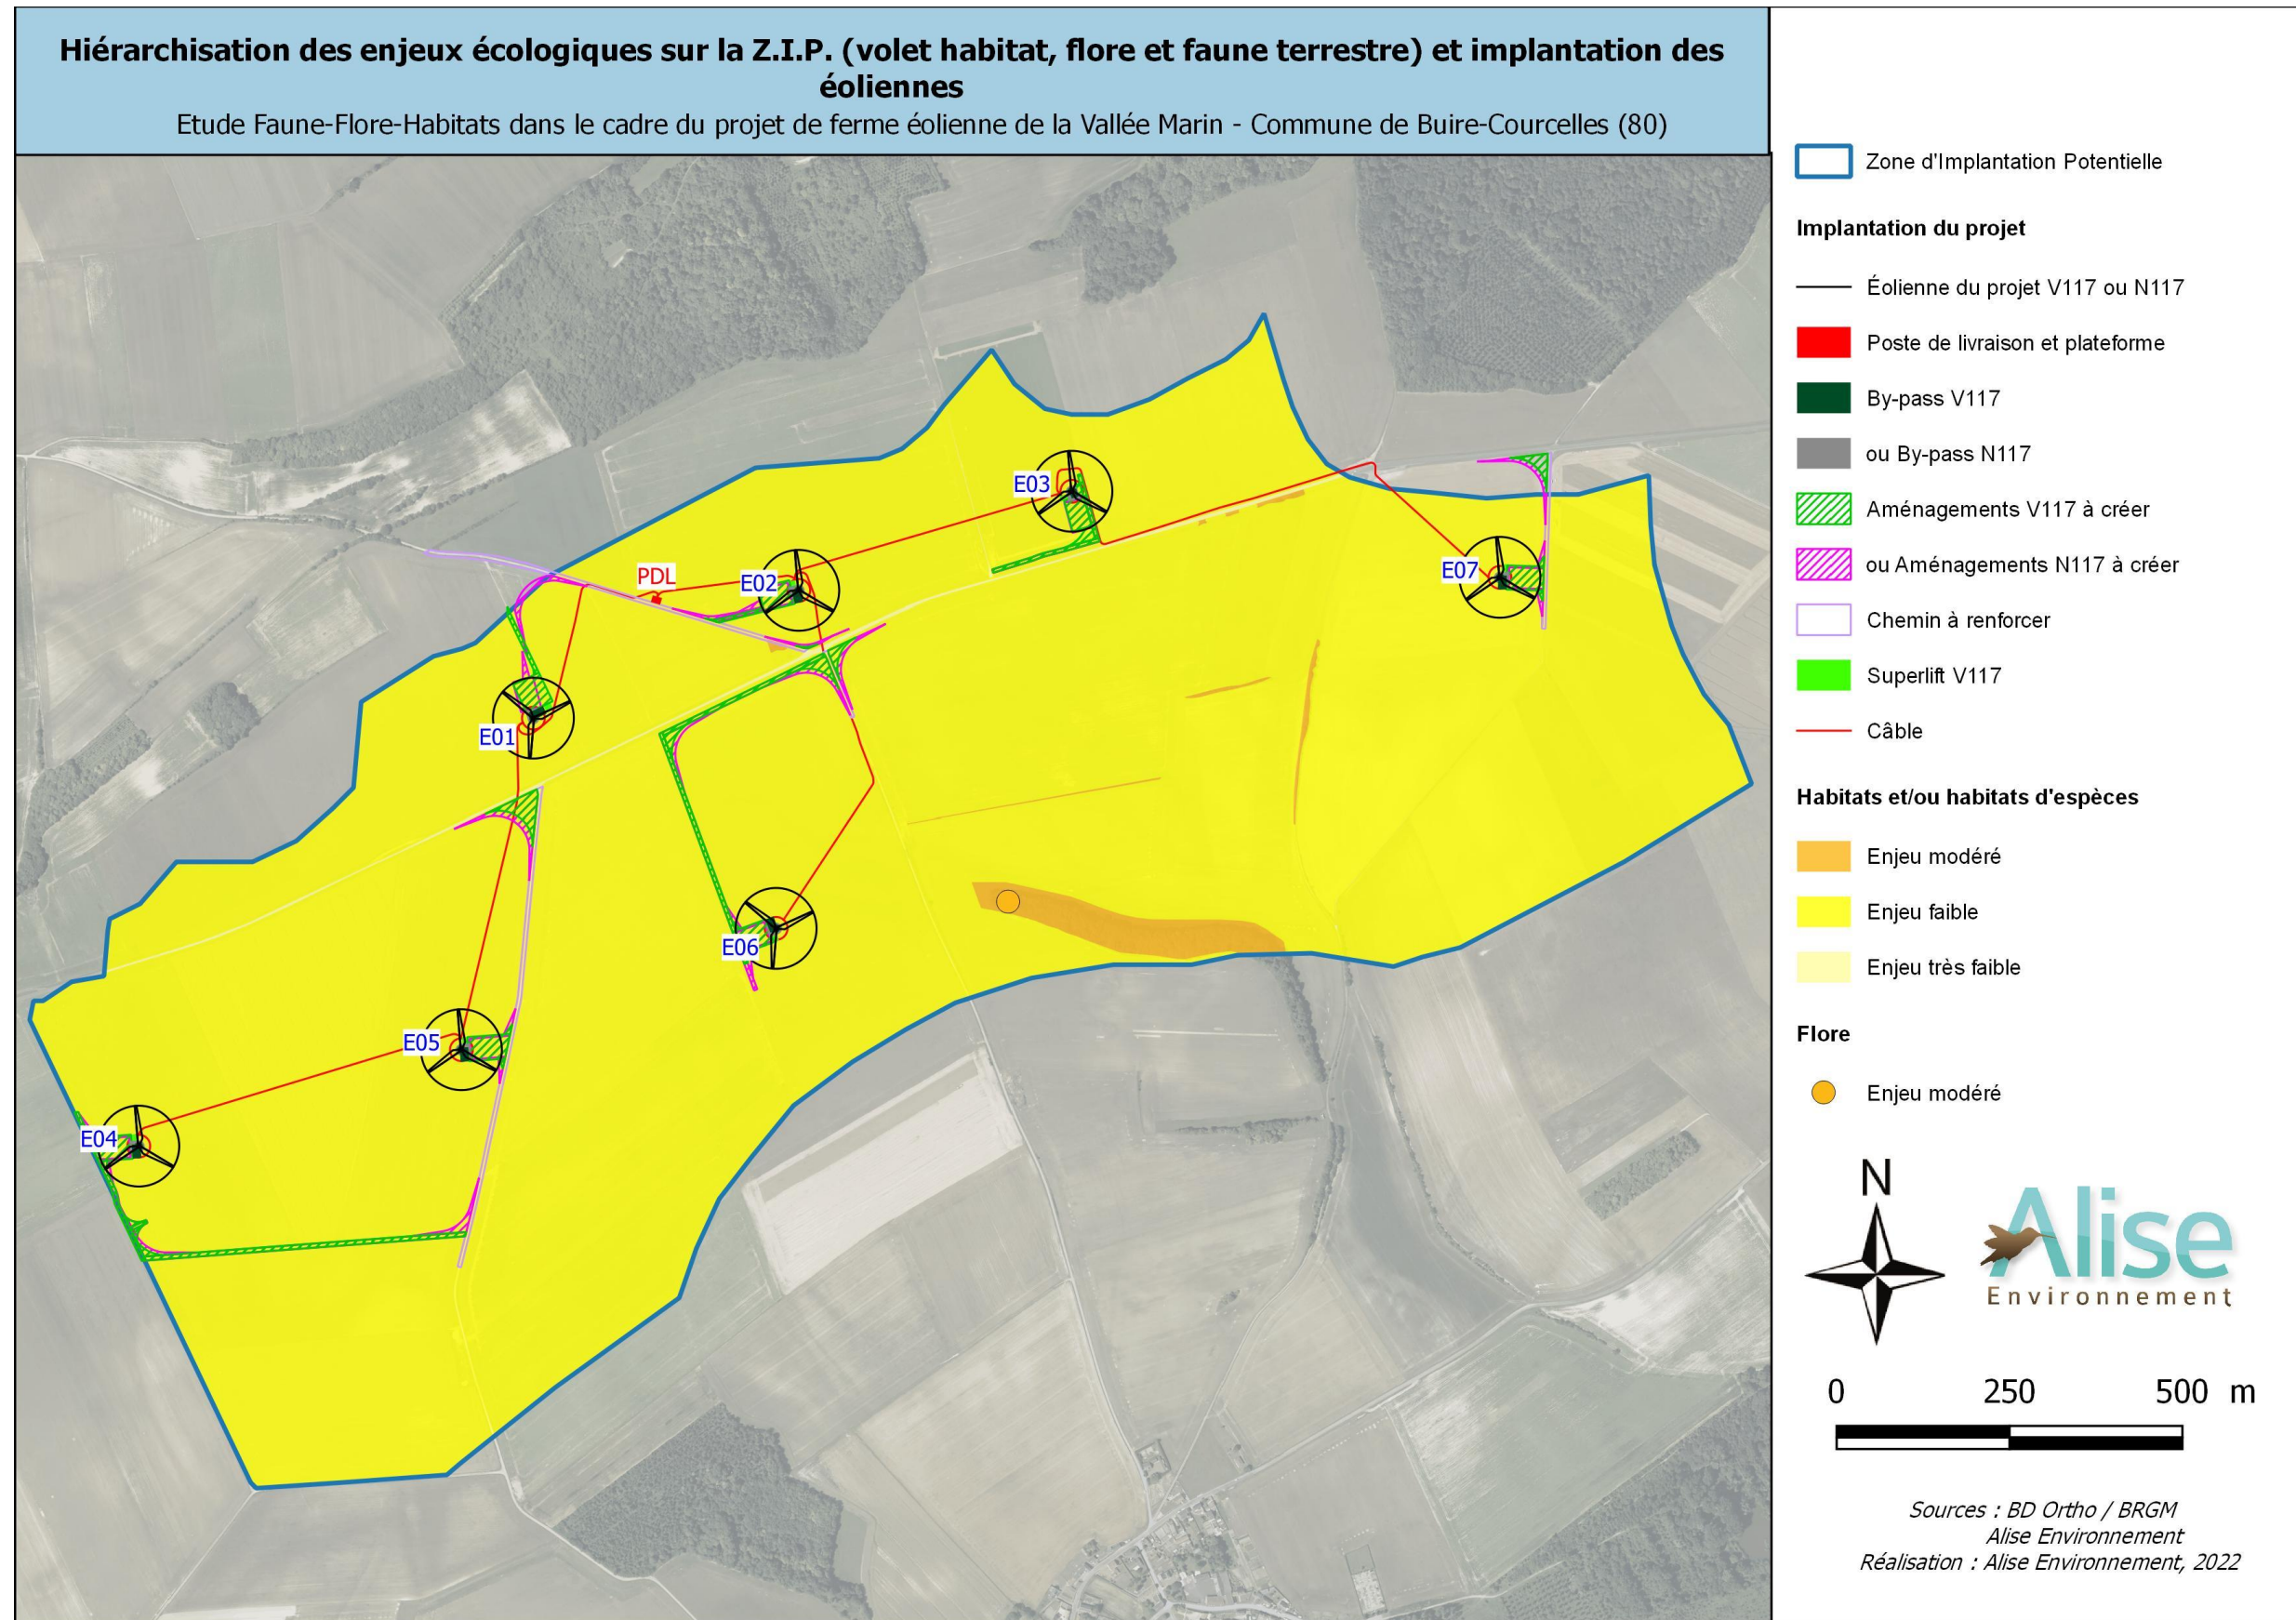 Hiérarchisation des enjeux écologiques sur la Z.I.P. (volet habitat, flore et faune terrestre) et implantation des
éoliennes
Etude Faune-Flore-Habitats dans le cadre du projet de ferme éolienne de la Vallée Marin - Commune de Buire-Courcelles (80)
E03
E07
PDL
E02
E01
E06
E05
E04
Zone d'Implantation Potentielle
Implantation du projet
Éolienne du projet V117 ou N117
Poste de livraison et plateforme
By-pass V117
ou By-pass N117
Aménagements V117 à créer
ou Aménagements N117 à créer
Chemin à renforcer
Superlift V117
Câble
Habitats et/ou habitats d'espèces
Enjeu modéré
Enjeu faible
Enjeu très faible
Flore
Enjeu modéré
N
Alise
Environnement
0 250 500 m
Sources : BD Ortho / BRGM
Alise Environnement
Réalisation : Alise Environnement, 2022